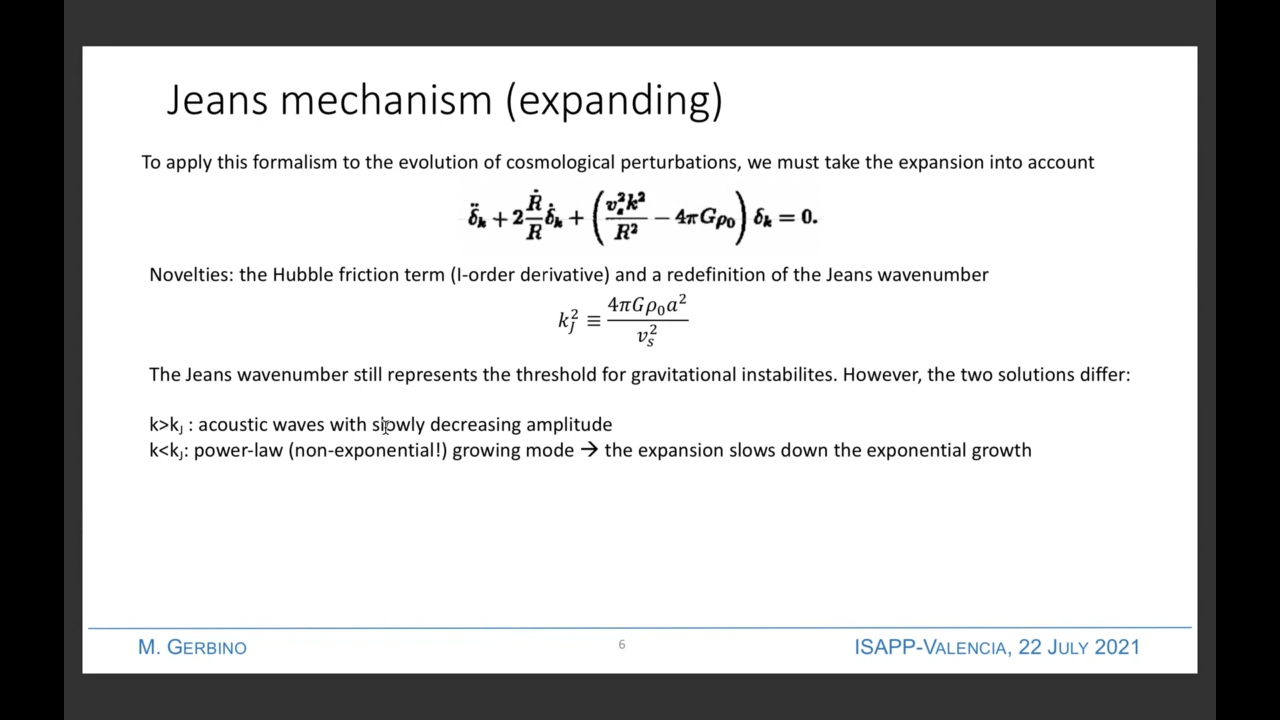 Jeans mechanism (expanding)
To apply this formalism to the evolution of cosmological perturbations, we must take the expansion into account
δ̈ₖ + 2 Ṙ/R δ̇ₖ + (vₛ²k²/R² − 4πGρ₀) δₖ = 0.
Novelties: the Hubble friction term (I-order derivative) and a redefinition of the Jeans wavenumber
k_J² ≡ 4πGρ₀a²/vₛ²
The Jeans wavenumber still represents the threshold for gravitational instabilites. However, the two solutions differ:
k>k_J : acoustic waves with slowly decreasing amplitude
k<k_J: power-law (non-exponential!) growing mode → the expansion slows down the exponential growth
M. GERBINO
6
ISAPP-VALENCIA, 22 JULY 2021